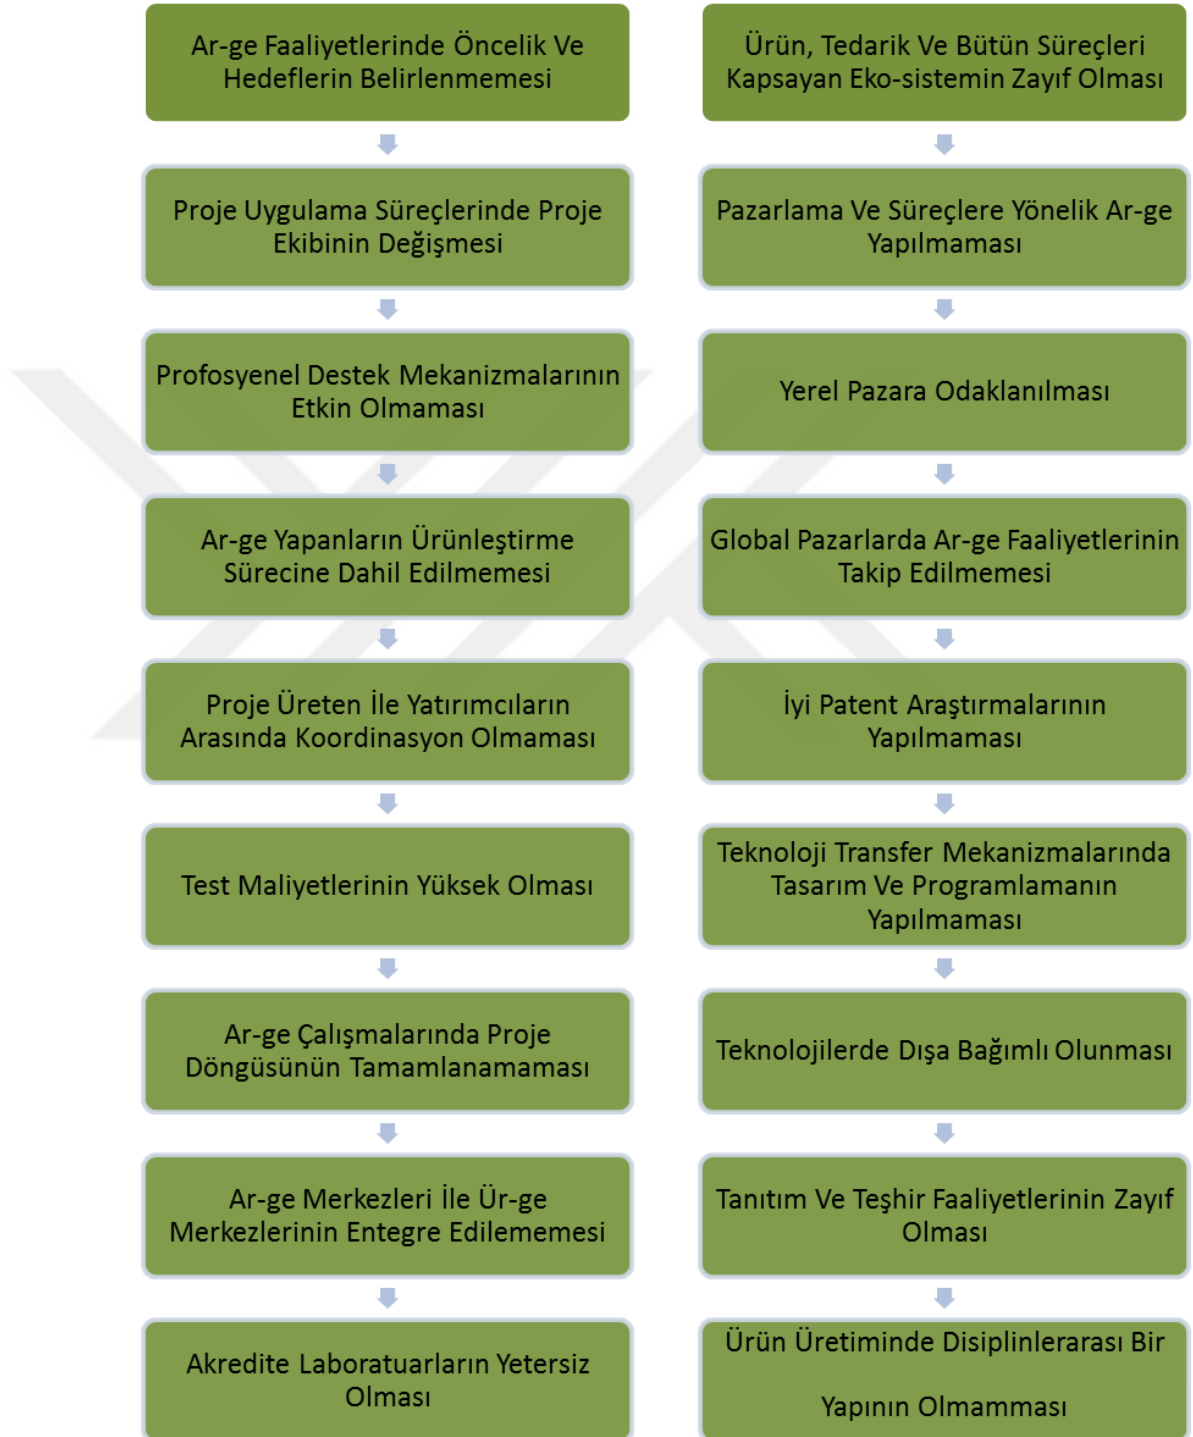 Ar-ge Faaliyetlerinde Öncelik Ve
Hedeflerin Belirlenmemesi
Proje Uygulama Süreçlerinde Proje
Ekibinin Değişmesi
Profosyenel Destek Mekanizmalarının
Etkin Olmaması
Ar-ge Yapanların Ürünleştirme
Sürecine Dahil Edilmemesi
Proje Üreten İle Yatırımcıların
Arasında Koordinasyon Olmaması
Test Maliyetlerinin Yüksek Olması
Ar-ge Çalışmalarında Proje
Döngüsünün Tamamlanamaması
Ar-ge Merkezleri İle Ür-ge
Merkezlerinin Entegre Edilememesi
Akredite Laboratuarların Yetersiz
Olması
Ürün, Tedarik Ve Bütün Süreçleri
Kapsayan Eko-sistemin Zayıf Olması
Pazarlama Ve Süreçlere Yönelik Ar-ge
Yapılmaması
Yerel Pazara Odaklanılması
Global Pazarlarda Ar-ge Faaliyetlerinin
Takip Edilmemesi
İyi Patent Araştırmalarının
Yapılmaması
Teknoloji Transfer Mekanizmalarında
Tasarım Ve Programlamanın
Yapılmaması
Teknolojilerde Dışa Bağımlı Olunması
Tanıtım Ve Teşhir Faaliyetlerinin Zayıf
Olması
Ürün Üretiminde Disiplinlerarası Bir
Yapının Olmamması